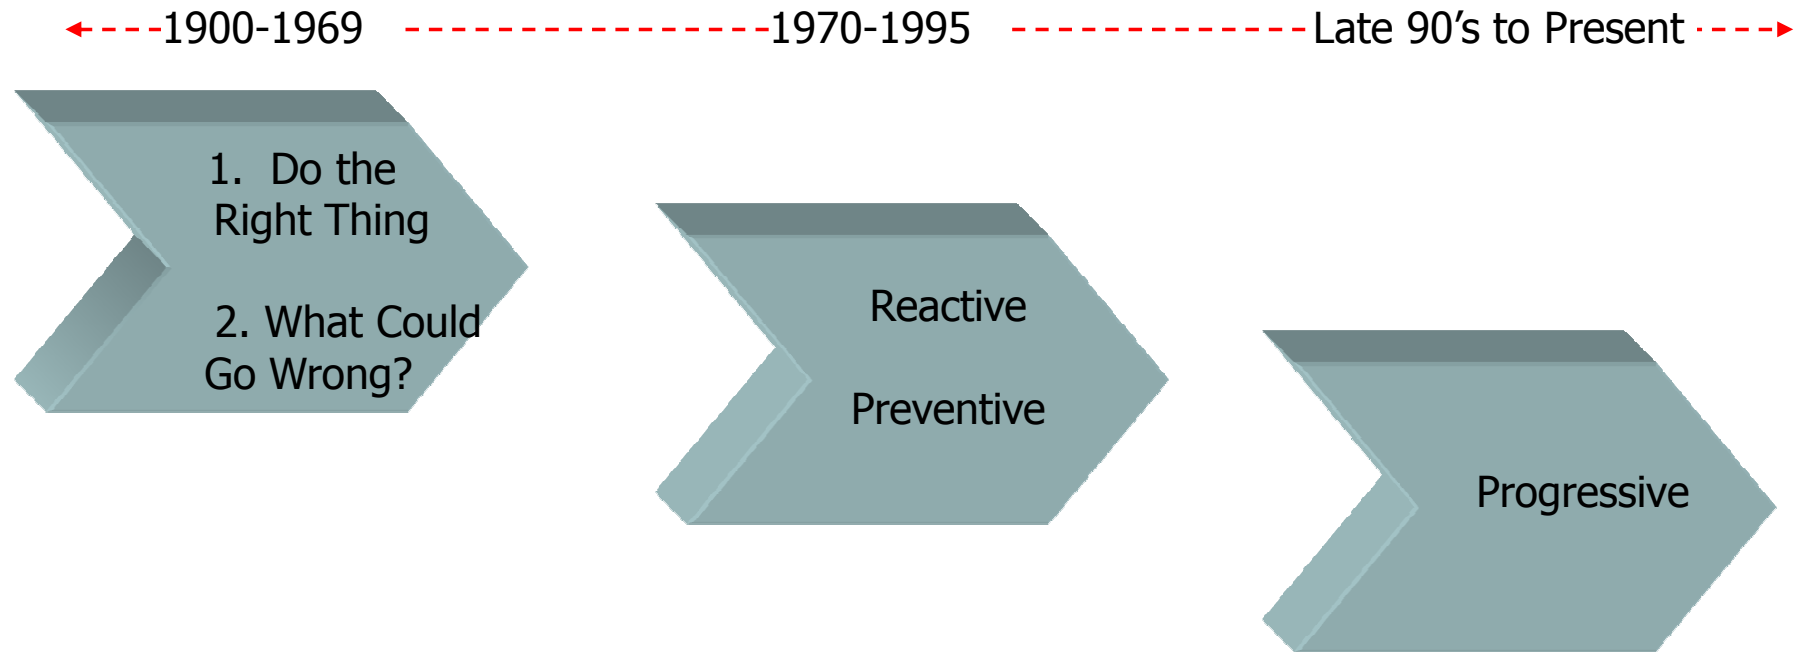 1900-1969 1970-1995 Late 90’s to Present
1. Do the
Right Thing
2. What Could
Go Wrong?
Reactive
Preventive
Progressive